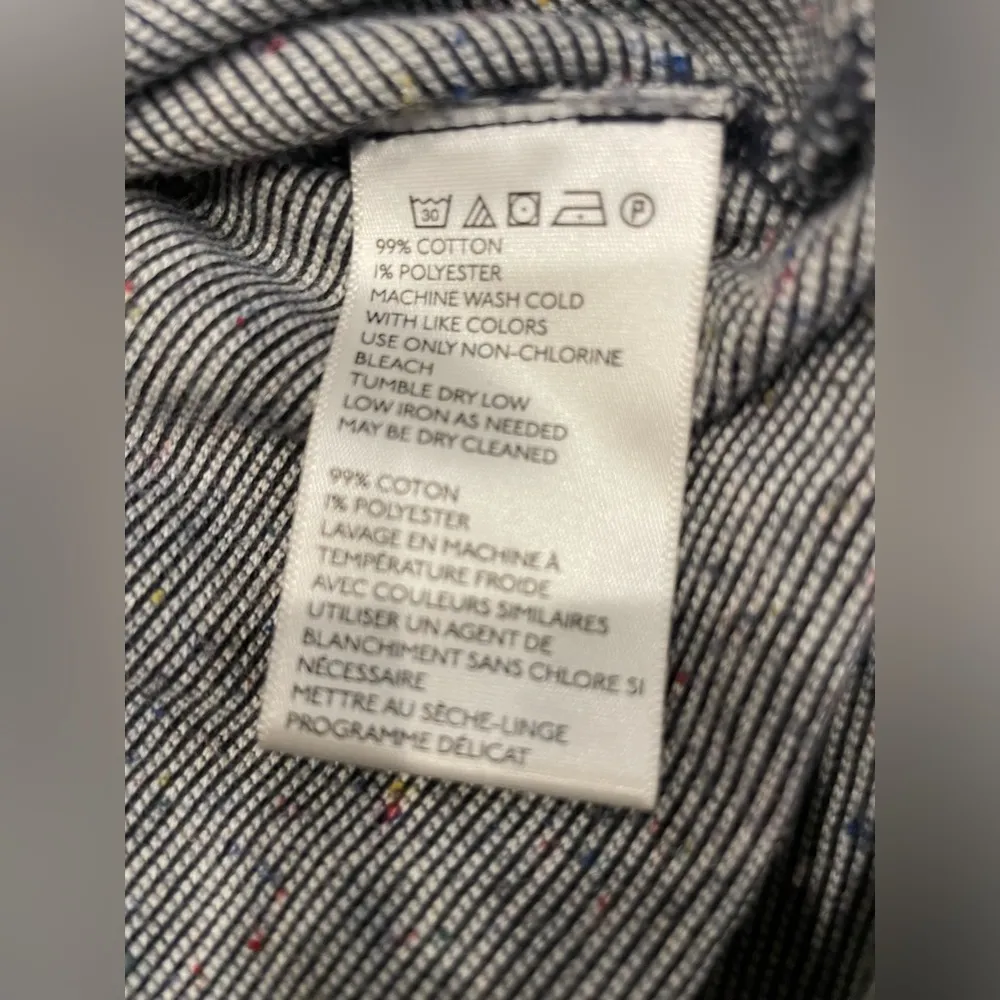 30 P
99% COTTON
1% POLYESTER
MACHINE WASH COLD
WITH LIKE COLORS
USE ONLY NON-CHLORINE
BLEACH
TUMBLE DRY LOW
LOW IRON AS NEEDED
MAY BE DRY CLEANED
99% COTON
1% POLYESTER
LAVAGE EN MACHINE À
TEMPÉRATURE FROIDE
AVEC COULEURS SIMILAIRES
UTILISER UN AGENT DE
BLANCHIMENT SANS CHLORE SI
NÉCESSAIRE
METTRE AU SÈCHE-LINGE
PROGRAMME DÉLICAT